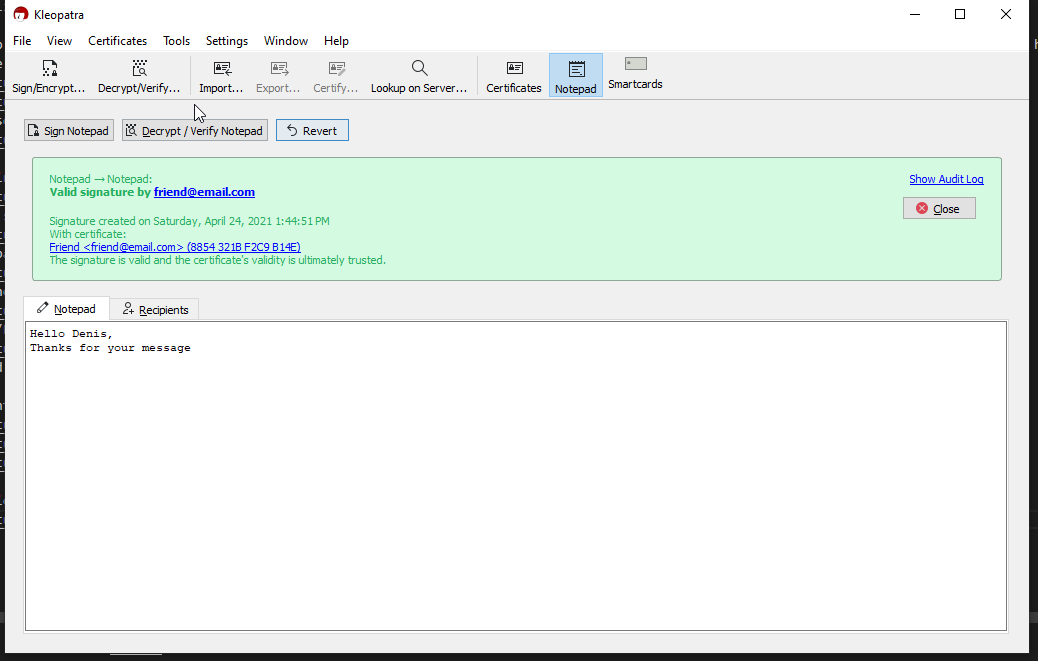 Kleopatra
File View Certificates Tools Settings Window Help
Sign/Encrypt... Decrypt/Verify... Import... Export... Certify... Lookup on Server... Certificates Notepad Smartcards
Sign Notepad Decrypt / Verify Notepad Revert
Notepad → Notepad: Show Audit Log
Valid signature by friend@email.com
Close
Signature created on Saturday, April 24, 2021 1:44:51 PM
With certificate:
Friend <friend@email.com> (8854 321B F2C9 B14E)
The signature is valid and the certificate's validity is ultimately trusted.
Notepad Recipients
Hello Denis,
Thanks for your message